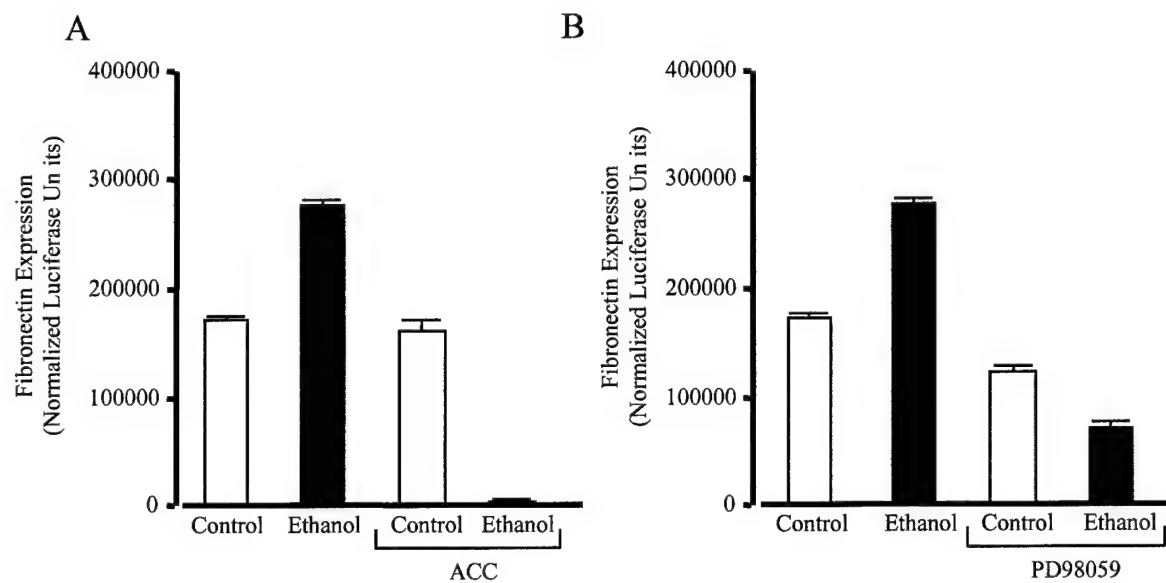 A
400000
300000
200000
100000
0
Fibronectin Expression
(Normalized Luciferase Un its)
Control Ethanol Control Ethanol
ACC
B
400000
300000
200000
100000
0
Fibronectin Expression
(Normalized Luciferase Un its)
Control Ethanol Control Ethanol
PD98059